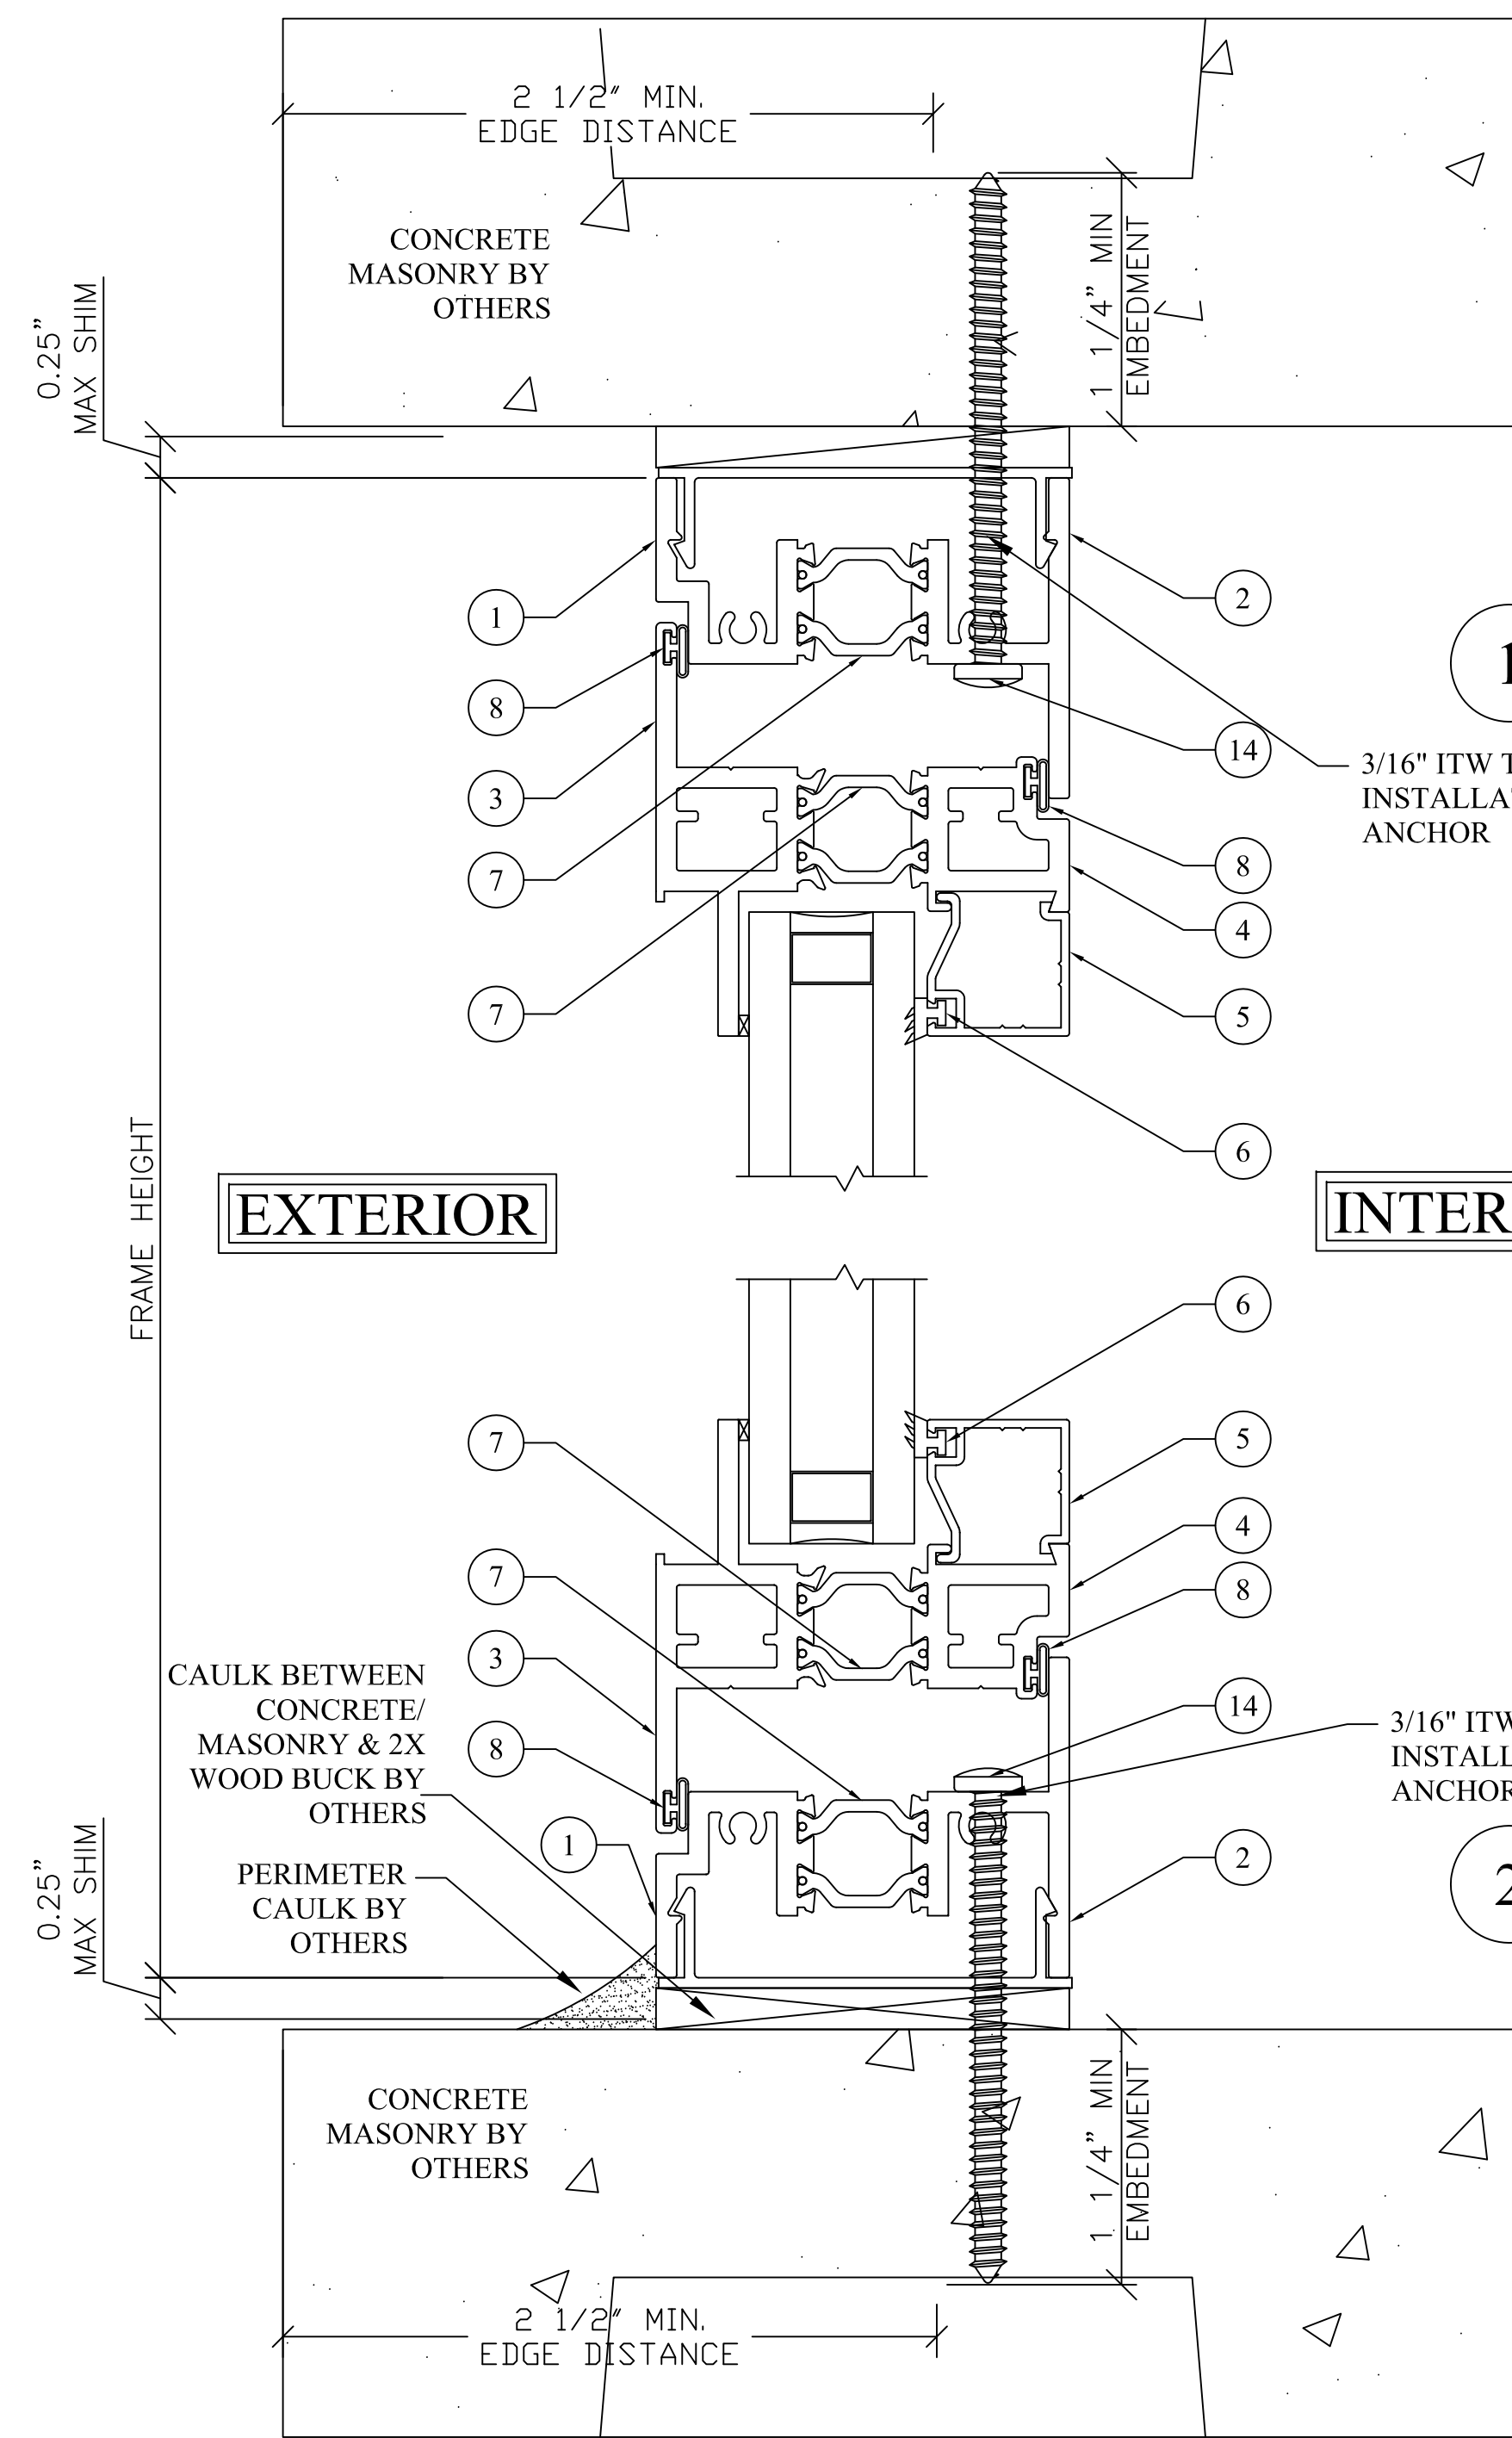 2 1/2" MIN.
EDGE DISTANCE
CONCRETE
MASONRY BY
OTHERS
1 1/4" MIN
EMBEDMENT
0.25"
MAX SHIM
1
2
8
14
3
3/16" ITW
INSTALLA
ANCHOR
1
7
8
4
7
5
6
FRAME HEIGHT
EXTERIOR
INTER
6
7
5
4
7
8
3
CAULK BETWEEN
CONCRETE/
MASONRY & 2X
WOOD BUCK BY
OTHERS
14
3/16" ITW
INSTALL
ANCHOR
8
1
2
2
PERIMETER
CAULK BY
OTHERS
0.25"
MAX SHIM
CONCRETE
MASONRY BY
OTHERS
1 1/4" MIN
EMBEDMENT
2 1/2" MIN.
EDGE DISTANCE